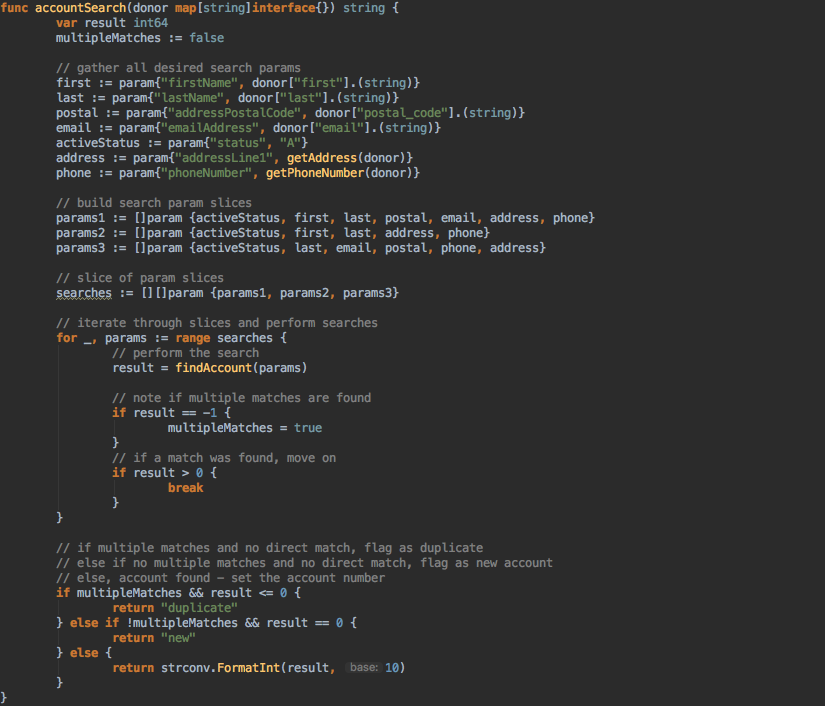 func accountSearch(donor map[string]interface{}) string {
var result int64
multipleMatches := false
// gather all desired search params
first := param{"firstName", donor["first"].(string)}
last := param{"lastName", donor["last"].(string)}
postal := param{"addressPostalCode", donor["postal_code"].(string)}
email := param{"emailAddress", donor["email"].(string)}
activeStatus := param{"status", "A"}
address := param{"addressLine1", getAddress(donor)}
phone := param{"phoneNumber", getPhoneNumber(donor)}
// build search param slices
params1 := []param {activeStatus, first, last, postal, email, address, phone}
params2 := []param {activeStatus, first, last, address, phone}
params3 := []param {activeStatus, last, email, postal, phone, address}
// slice of param slices
searches := [][]param {params1, params2, params3}
// iterate through slices and perform searches
for _, params := range searches {
// perform the search
result = findAccount(params)
// note if multiple matches are found
if result == -1 {
multipleMatches = true
}
// if a match was found, move on
if result > 0 {
break
}
}
// if multiple matches and no direct match, flag as duplicate
// else if no multiple matches and no direct match, flag as new account
// else, account found - set the account number
if multipleMatches && result <= 0 {
return "duplicate"
} else if !multipleMatches && result == 0 {
return "new"
} else {
return strconv.FormatInt(result, base: 10)
}
}